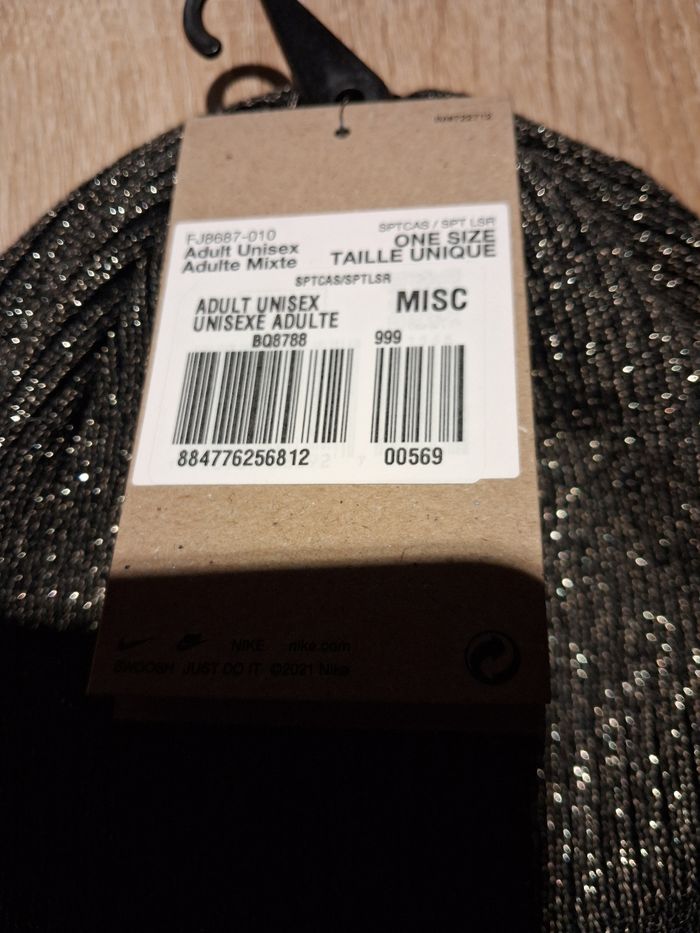 FJ8687-010
SPTCAS / SPT LSR
Adult Unisex
ONE SIZE
Adulte Mixte
TAILLE UNIQUE
SPTCAS/SPTLSR
ADULT UNISEX
MISC
UNISEXE ADULTE
BQ8788
999
884776256812
00569
NIKE nike.com
SWOOSH JUST DO IT ©2021 Nike